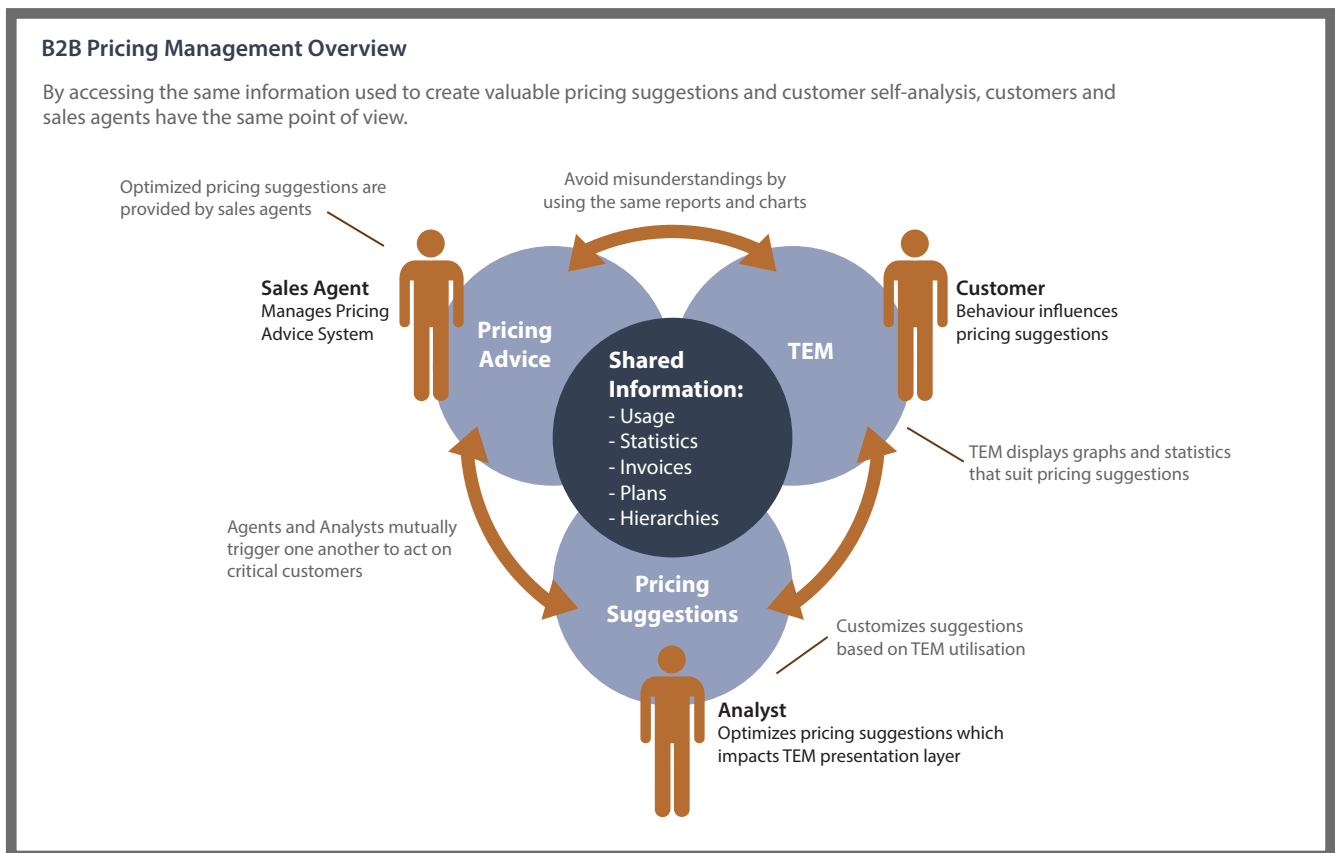 B2B Pricing Management Overview
By accessing the same information used to create valuable pricing suggestions and customer self-analysis, customers and
sales agents have the same point of view.
Optimized pricing suggestions are
provided by sales agents
Avoid misunderstandings by
using the same reports and charts
Sales Agent
Manages Pricing
Advice System
Pricing
Advice
TEM
Customer
Behaviour influences
pricing suggestions
Shared
Information:
- Usage
- Statistics
- Invoices
- Plans
- Hierarchies
TEM displays graphs and statistics
that suit pricing suggestions
Agents and Analysts mutually
trigger one another to act on
critical customers
Pricing
Suggestions
Customizes suggestions
based on TEM utilisation
Analyst
Optimizes pricing suggestions which
impacts TEM presentation layer